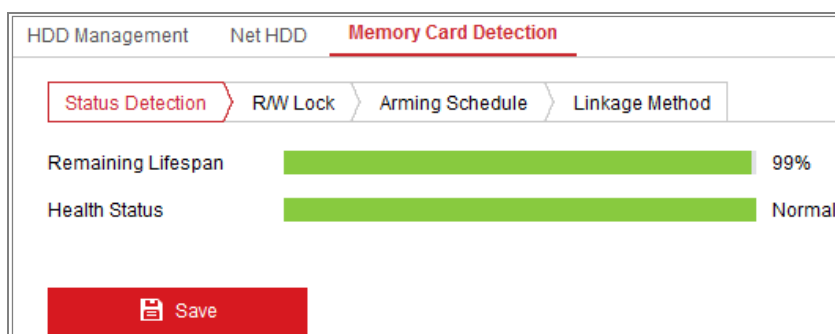 HDD Management Net HDD Memory Card Detection
Status Detection R/W Lock Arming Schedule Linkage Method
Remaining Lifespan 99%
Health Status Normal
Save